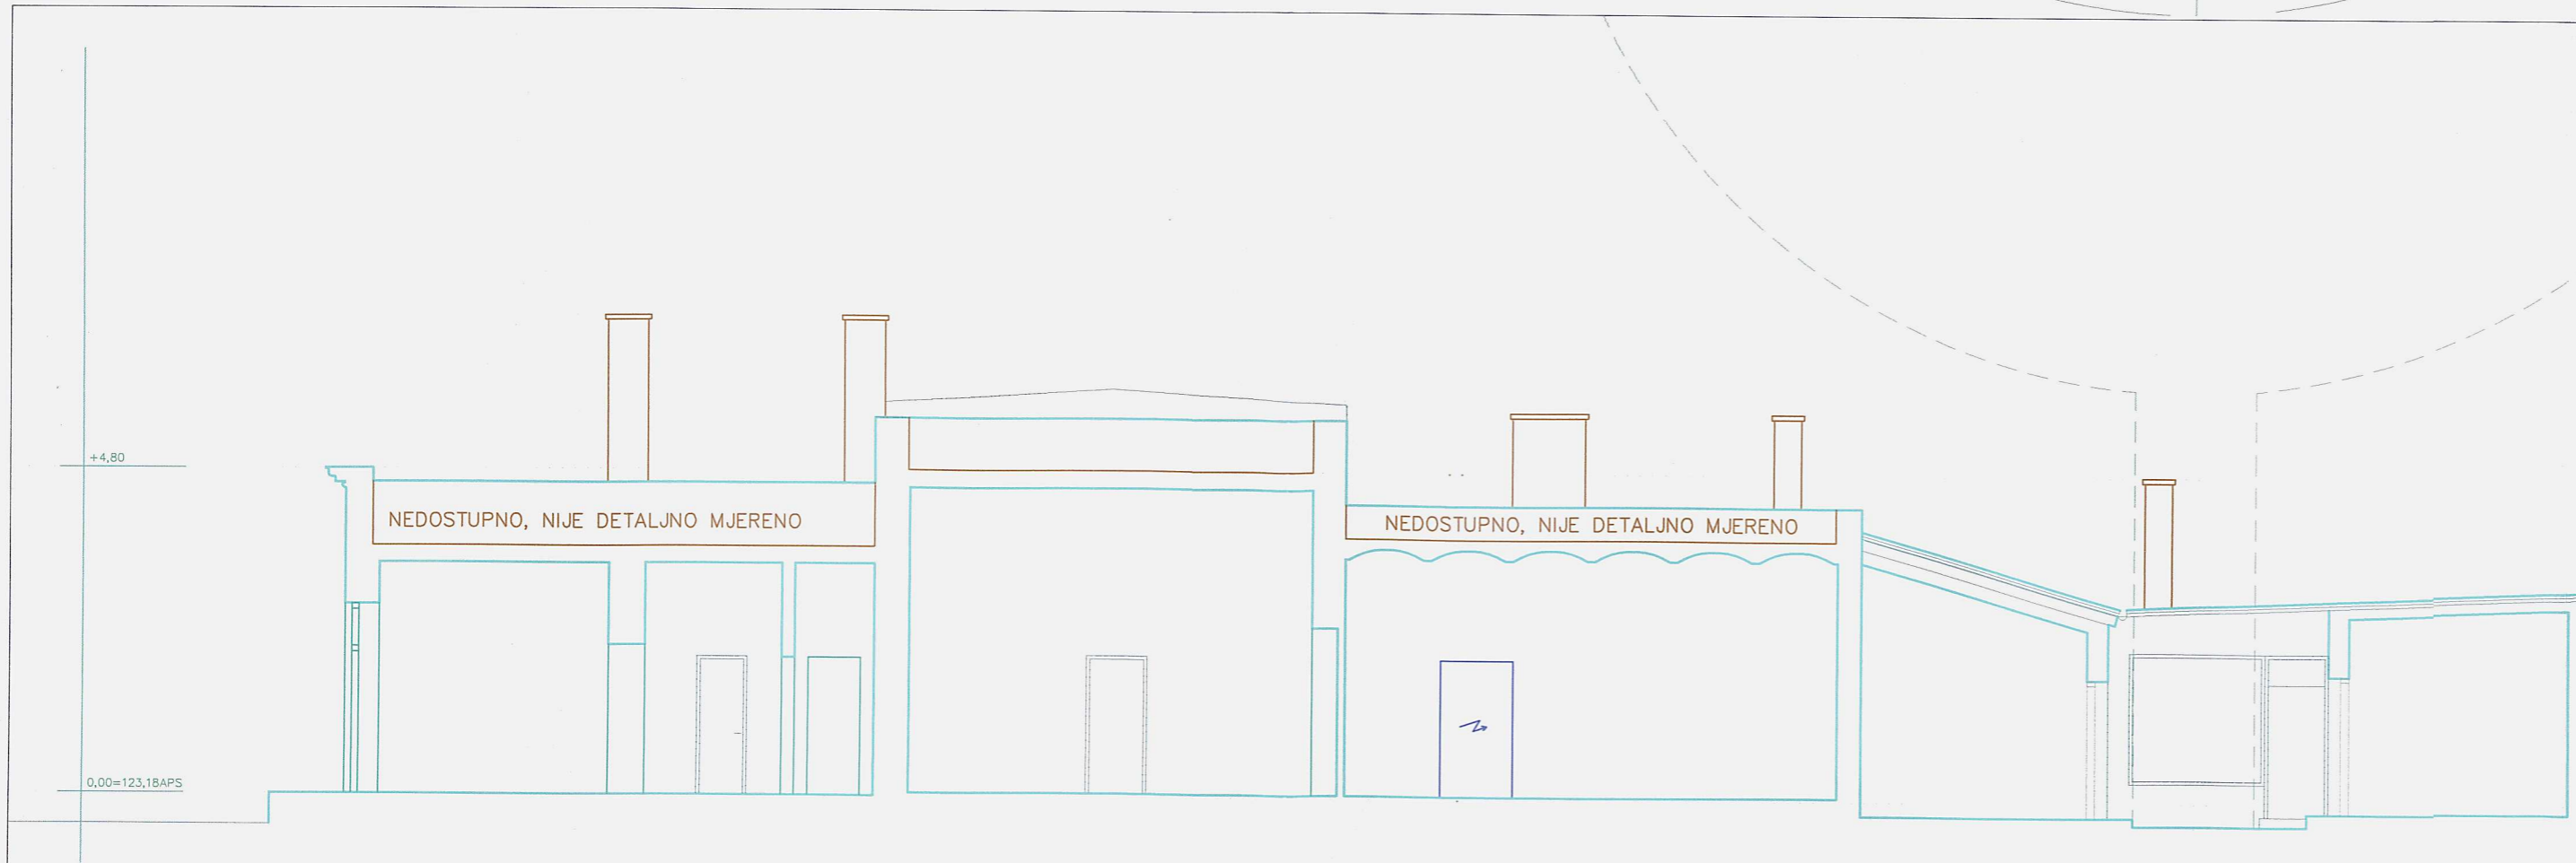 +4,80
NEDOSTUPNO, NIJE DETALJNO MJERENO
NEDOSTUPNO, NIJE DETALJNO MJERENO
0,00=123,18APS